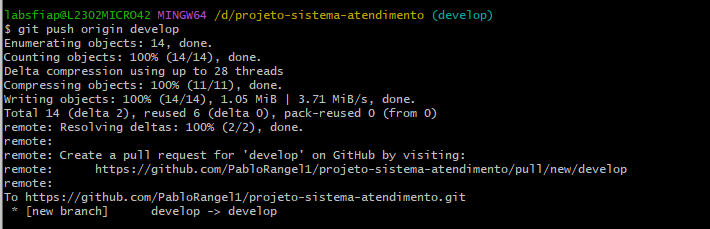 labsfiap@L2302MICRO42 MINGW64 /d/projeto-sistema-atendimento (develop)
$ git push origin develop
Enumerating objects: 14, done.
Counting objects: 100% (14/14), done.
Delta compression using up to 28 threads
Compressing objects: 100% (11/11), done.
Writing objects: 100% (14/14), 1.05 MiB | 3.71 MiB/s, done.
Total 14 (delta 2), reused 6 (delta 0), pack-reused 0 (from 0)
remote: Resolving deltas: 100% (2/2), done.
remote:
remote: Create a pull request for 'develop' on GitHub by visiting:
remote:      https://github.com/PabloRangel1/projeto-sistema-atendimento/pull/new/develop
remote:
To https://github.com/PabloRangel1/projeto-sistema-atendimento.git
 * [new branch]      develop -> develop